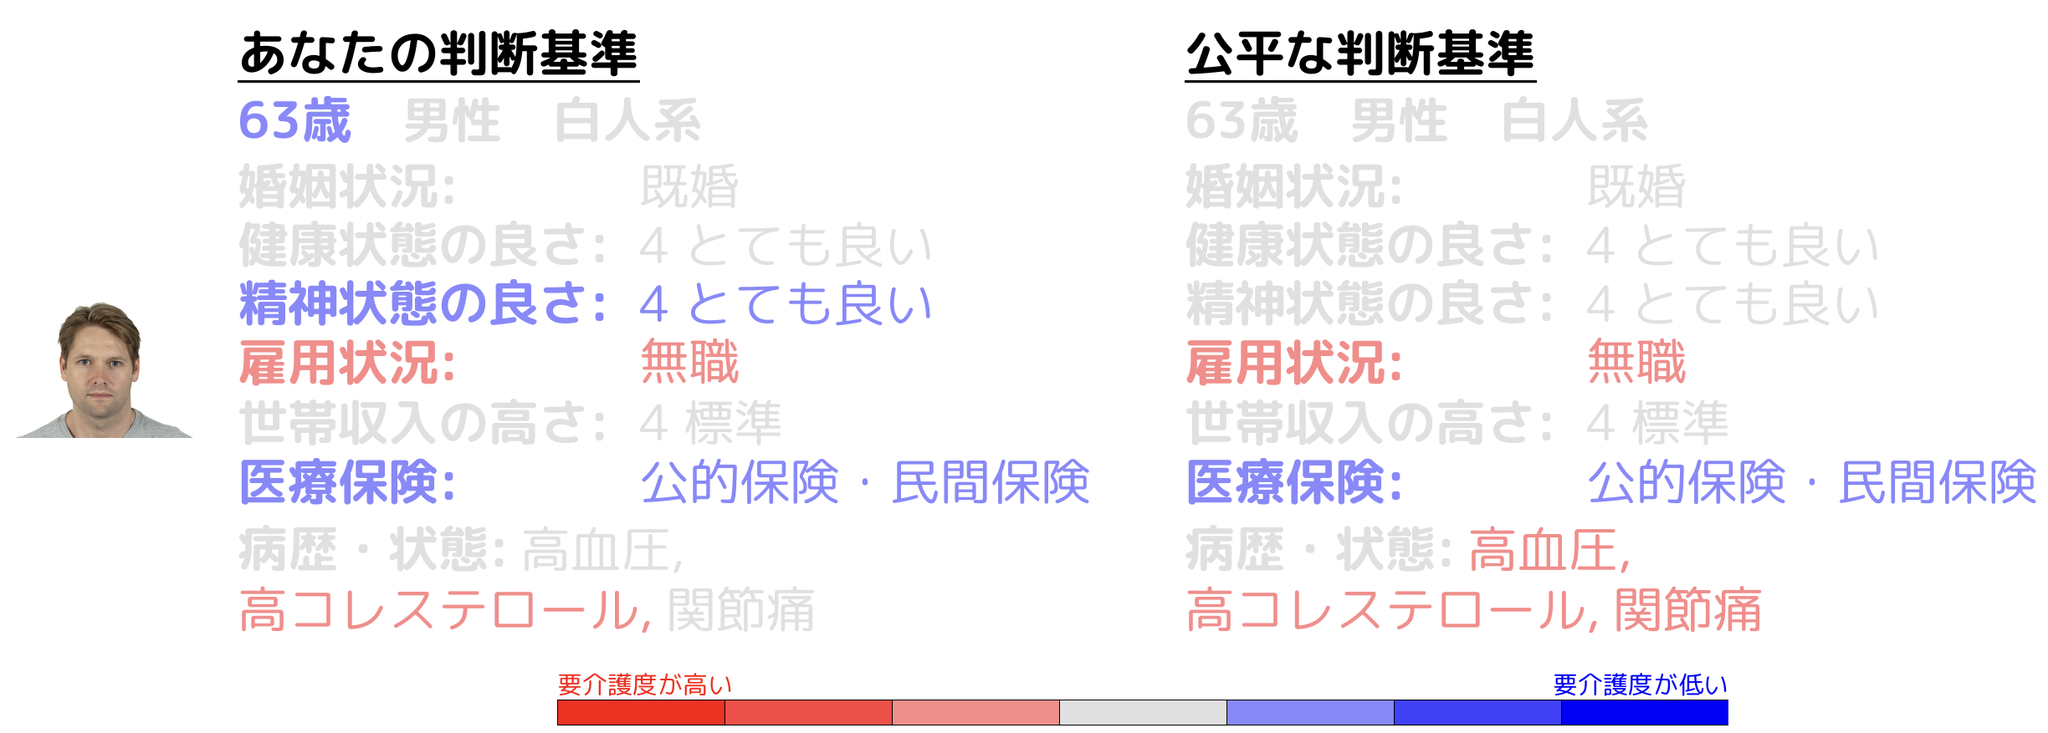 あなたの判断基準
63歳 男性 白人系
婚姻状況: 既婚
健康状態の良さ: 4 とても良い
精神状態の良さ: 4 とても良い
雇用状況: 無職
世帯収入の高さ: 4 標準
医療保険: 公的保険・民間保険
病歴・状態: 高血圧,
高コレステロール, 関節痛
公平な判断基準
63歳 男性 白人系
婚姻状況: 既婚
健康状態の良さ: 4 とても良い
精神状態の良さ: 4 とても良い
雇用状況: 無職
世帯収入の高さ: 4 標準
医療保険: 公的保険・民間保険
病歴・状態: 高血圧,
高コレステロール, 関節痛
要介護度が高い
要介護度が低い